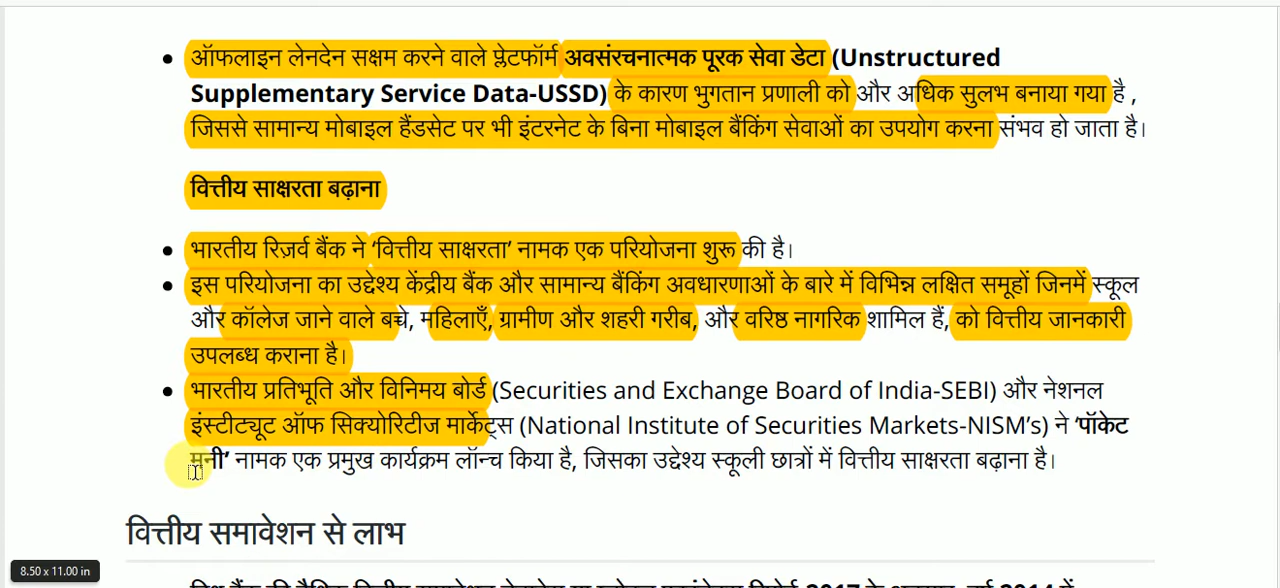 ऑफलाइन लेनदेन सक्षम करने वाले प्लेटफॉर्म अवसंरचनात्मक पूरक सेवा डेटा (Unstructured
Supplementary Service Data-USSD) के कारण भुगतान प्रणाली को और अधिक सुलभ बनाया गया है ,
जिससे सामान्य मोबाइल हैंडसेट पर भी इंटरनेट के बिना मोबाइल बैंकिंग सेवाओं का उपयोग करना संभव हो जाता है।
वित्तीय साक्षरता बढ़ाना
भारतीय रिज़र्व बैंक ने ‘वित्तीय साक्षरता’ नामक एक परियोजना शुरू की है।
इस परियोजना का उद्देश्य केंद्रीय बैंक और सामान्य बैंकिंग अवधारणाओं के बारे में विभिन्न लक्षित समूहों जिनमें स्कूल
और कॉलेज जाने वाले बच्चे, महिलाएँ, ग्रामीण और शहरी गरीब, और वरिष्ठ नागरिक शामिल हैं, को वित्तीय जानकारी
उपलब्ध कराना है।
भारतीय प्रतिभूति और विनिमय बोर्ड (Securities and Exchange Board of India-SEBI) और नेशनल
इंस्टीट्यूट ऑफ सिक्योरिटीज मार्केट्स (National Institute of Securities Markets-NISM’s) ने ‘पॉकेट
मनी’ नामक एक प्रमुख कार्यक्रम लॉन्च किया है, जिसका उद्देश्य स्कूली छात्रों में वित्तीय साक्षरता बढ़ाना है।
वित्तीय समावेशन से लाभ
8.50 x 11.00 in